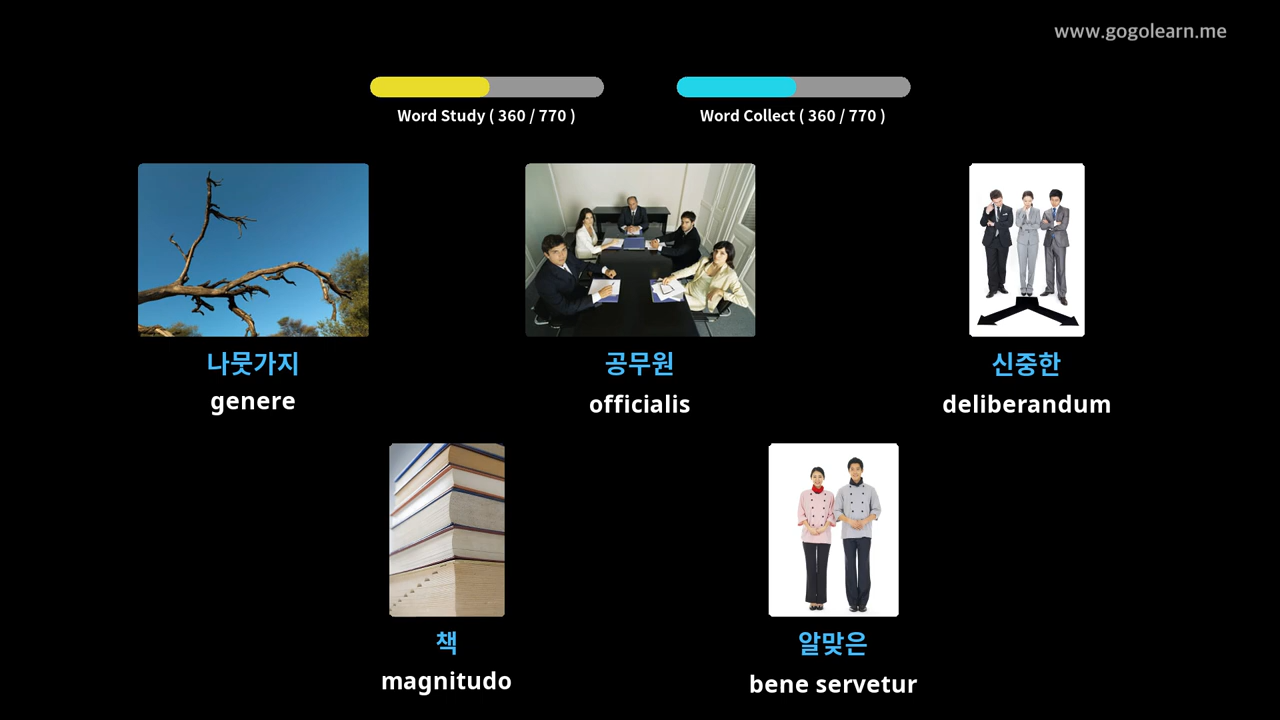 www.gogolearn.me
Word Study ( 360 / 770 )
Word Collect ( 360 / 770 )
나뭇가지
genere
공무원
officialis
신중한
deliberandum
책
magnitudo
알맞은
bene servetur